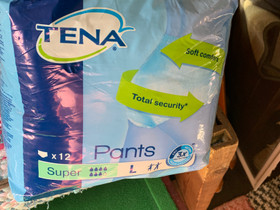 TENA
Soft comfort
Total security*
x 12
Pants
Super
L